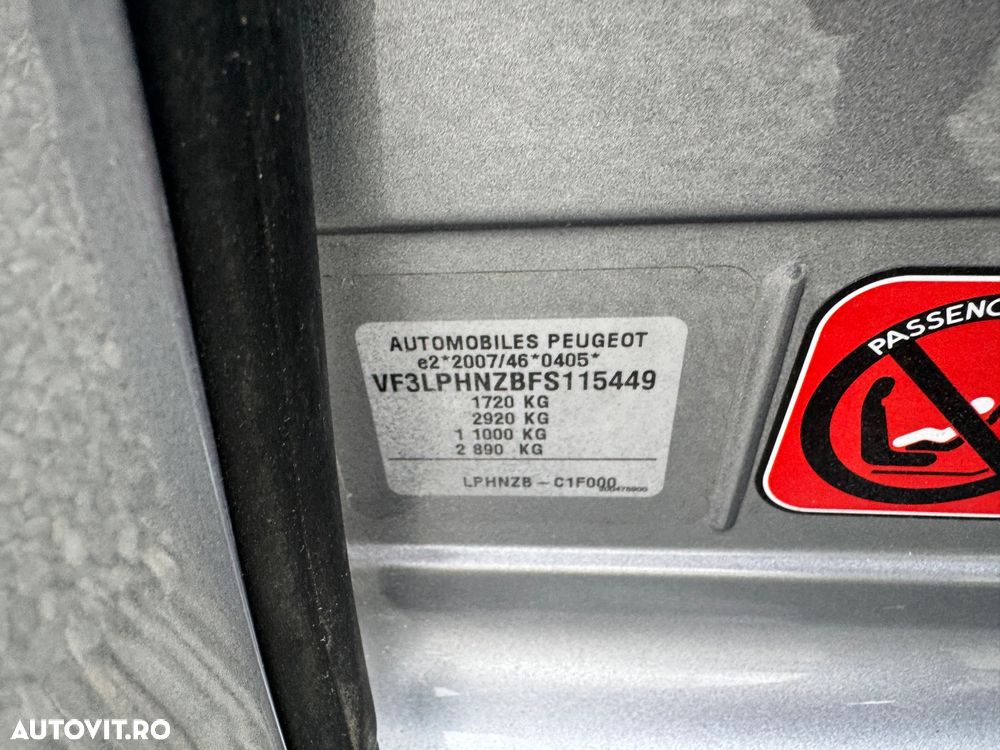 AUTOMOBILES PEUGEOT
e2*2007/46*0405*
VF3LPHNZBFS115449
1720 KG
2920 KG
1 1000 KG
2 890 KG
LPHNZB - C1F000
PASSENG
AUTOVIT.RO